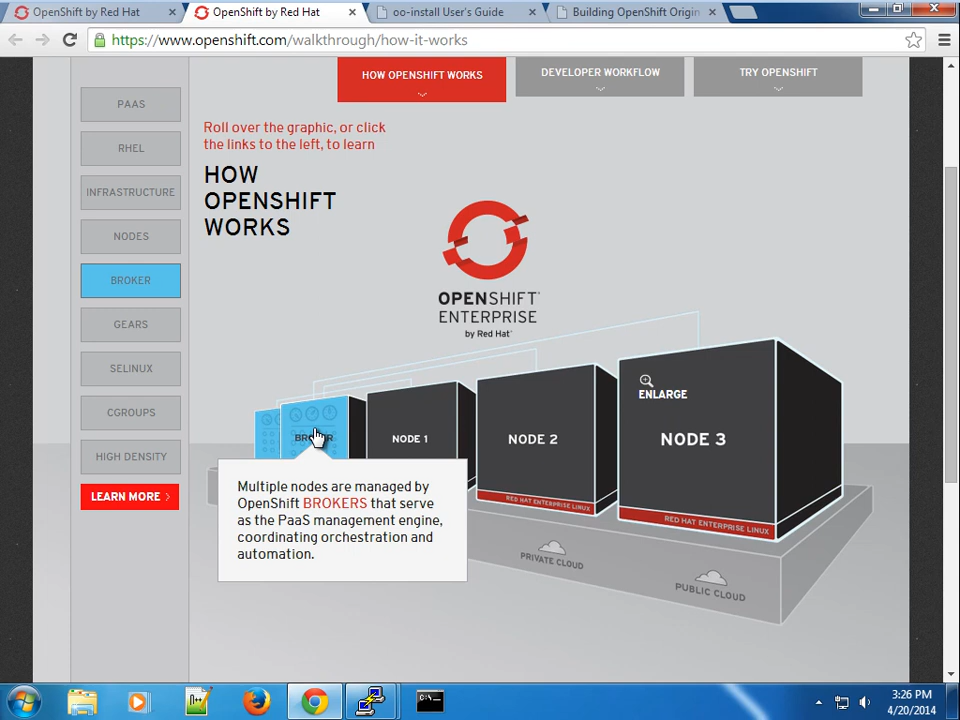 OpenShift by Red Hat
OpenShift by Red Hat
oo-install User's Guide
Building OpenShift Origin
https://www.openshift.com/walkthrough/how-it-works
HOW OPENSHIFT WORKS
DEVELOPER WORKFLOW
TRY OPENSHIFT
PAAS
RHEL
INFRASTRUCTURE
NODES
BROKER
GEARS
SELINUX
CGROUPS
HIGH DENSITY
LEARN MORE
Roll over the graphic, or click
the links to the left, to learn
HOW
OPENSHIFT
WORKS
OPENSHIFT
ENTERPRISE
by Red Hat
BROKER
NODE 1
NODE 2
NODE 3
ENLARGE
RED HAT ENTERPRISE LINUX
RED HAT ENTERPRISE LINUX
PRIVATE CLOUD
PUBLIC CLOUD
Multiple nodes are managed by
OpenShift BROKERS that serve
as the PaaS management engine,
coordinating orchestration and
automation.
3:26 PM
4/20/2014